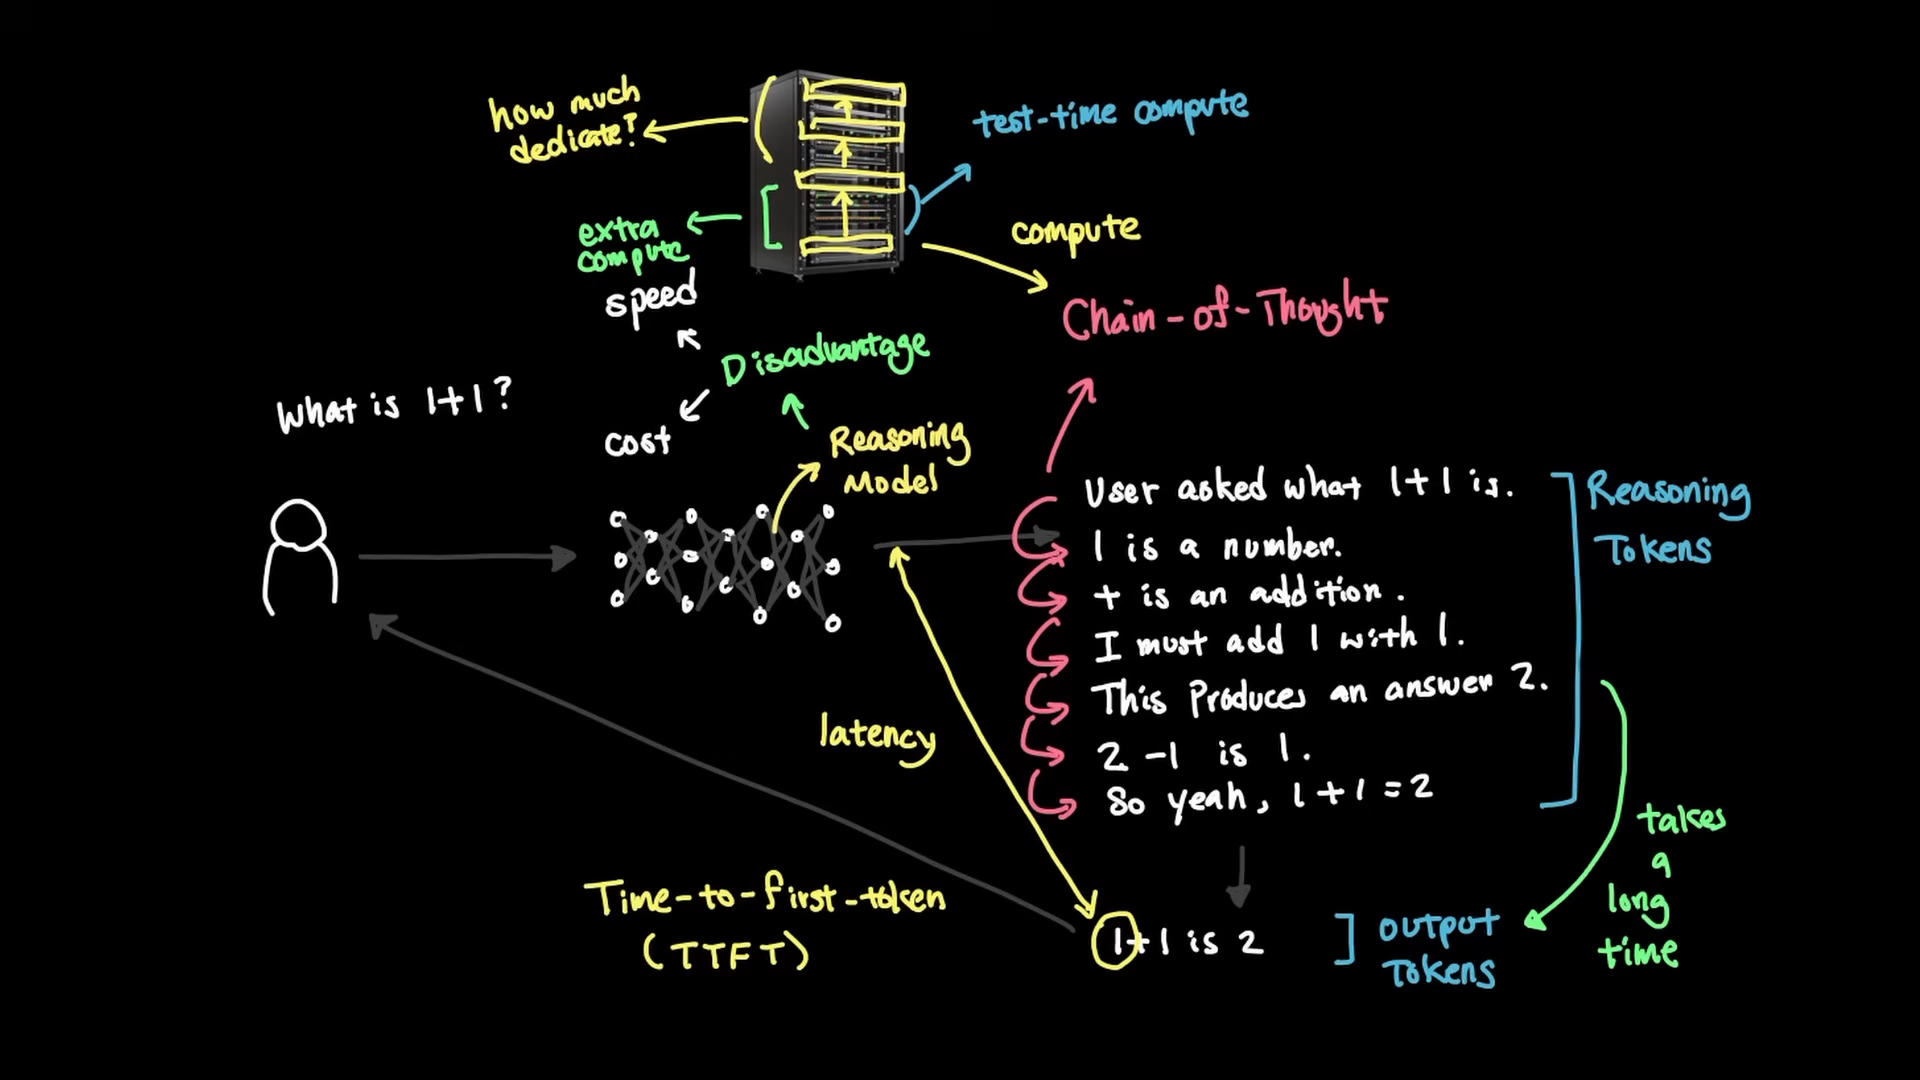 how much
dedicate?
test-time compute
extra
compute
compute
speed
Chain-of-Thought
Disadvantage
What is 1+1?
cost
Reasoning
Model
User asked what 1+1 is.
1 is a number.
+ is an addition.
I must add 1 with 1.
This produces an answer 2.
2-1 is 1.
So yeah, 1+1=2
Reasoning
Tokens
latency
takes
a
long
time
Time-to-first-token
(TTFT)
1+1 is 2
output
Tokens